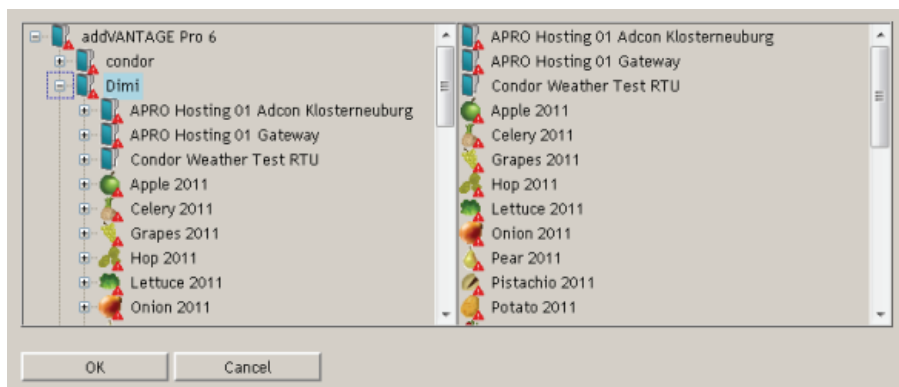 addVANTAGE Pro 6
condor
Dimi
APRO Hosting 01 Adcon Klosterneuburg
APRO Hosting 01 Gateway
Condor Weather Test RTU
Apple 2011
Celery 2011
Grapes 2011
Hop 2011
Lettuce 2011
Onion 2011
APRO Hosting 01 Adcon Klosterneuburg
APRO Hosting 01 Gateway
Condor Weather Test RTU
Apple 2011
Celery 2011
Grapes 2011
Hop 2011
Lettuce 2011
Onion 2011
Pear 2011
Pistachio 2011
Potato 2011
OK
Cancel